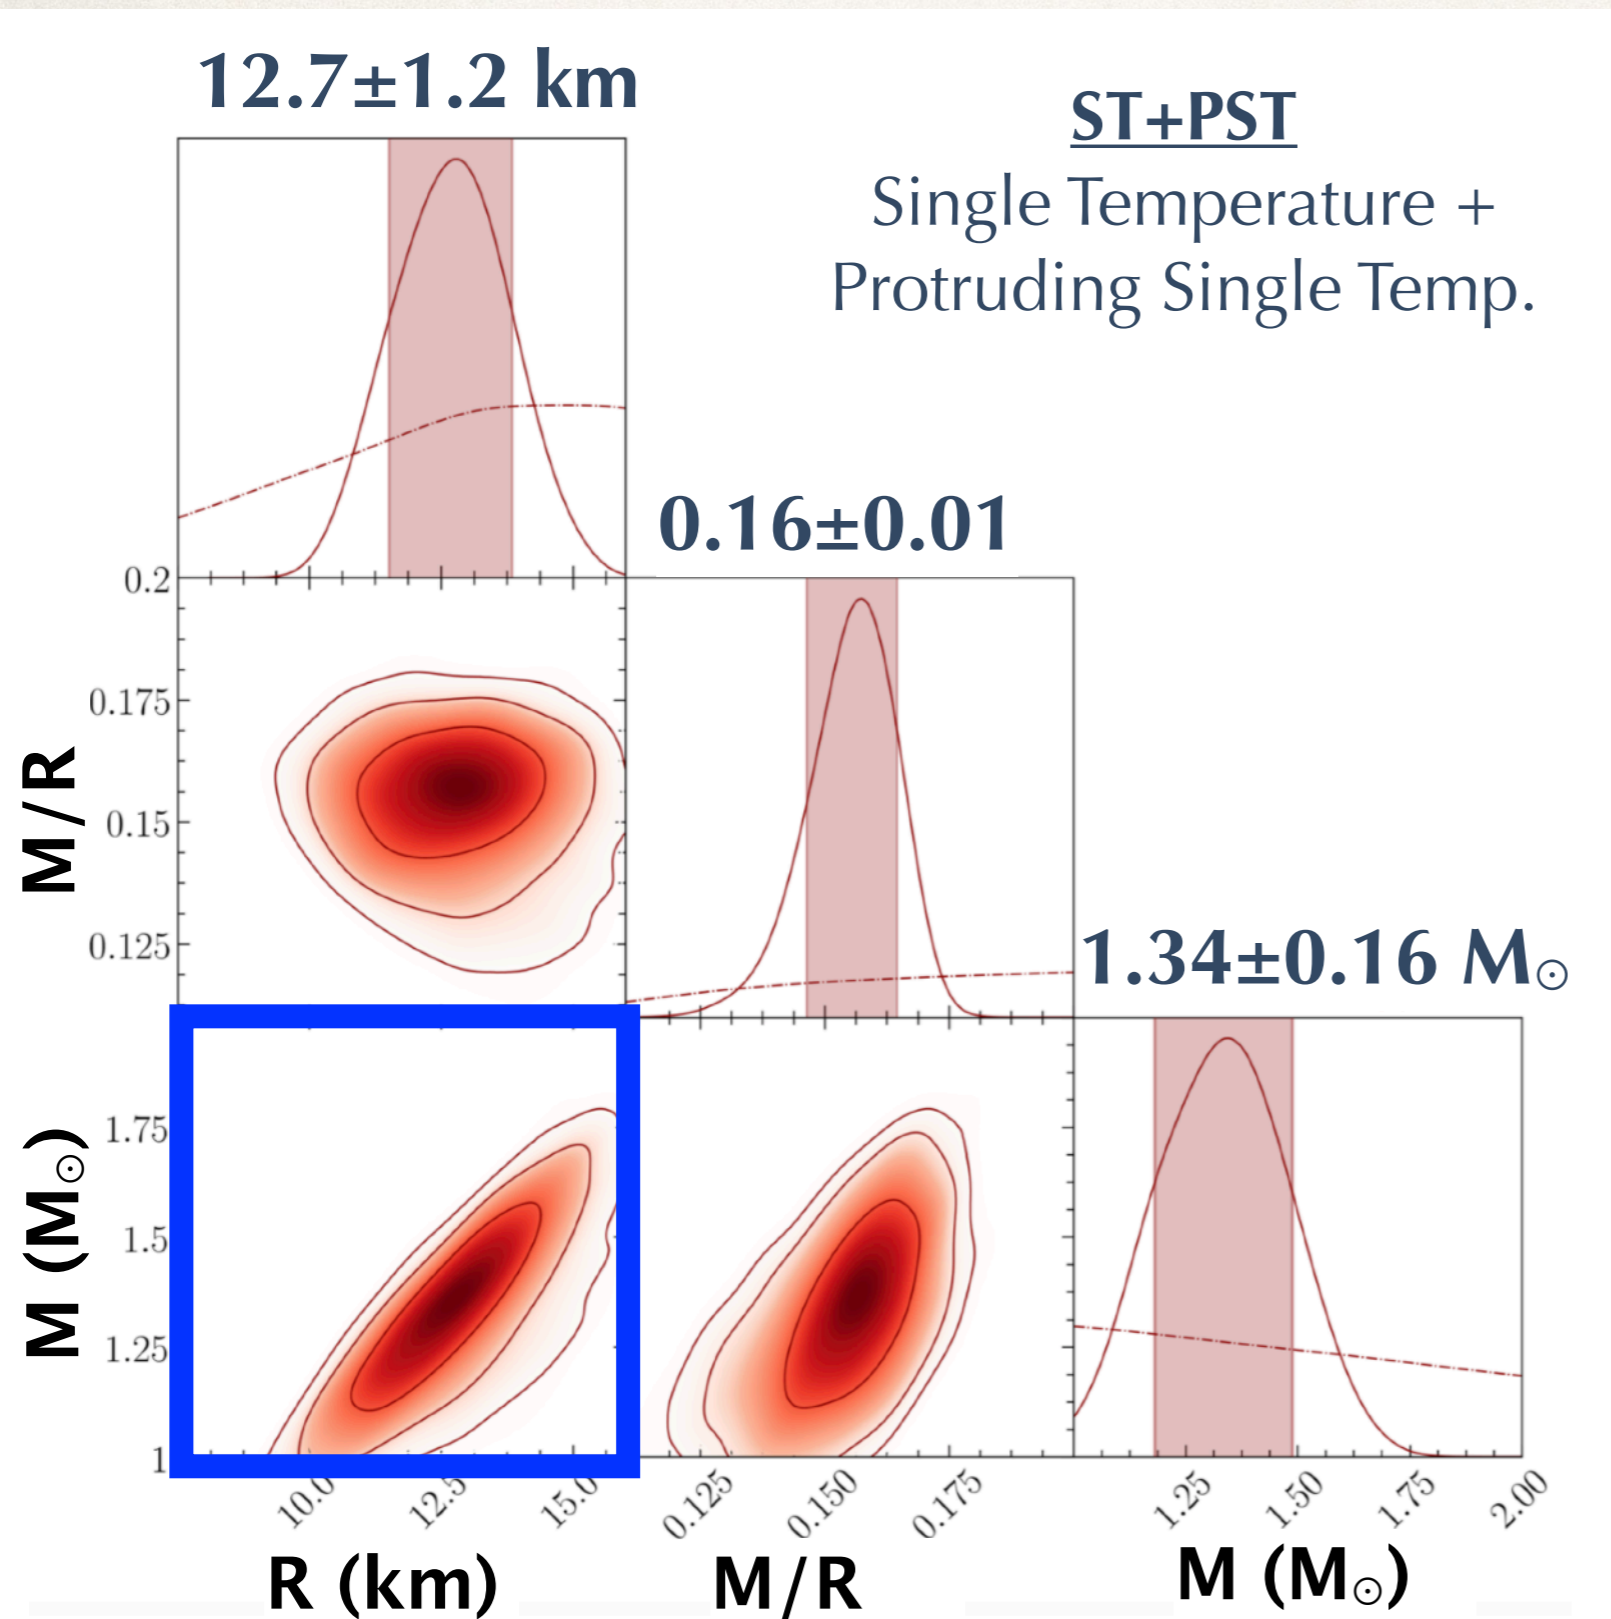 12.7±1.2 km
ST+PST
Single Temperature +
Protruding Single Temp.
0.16±0.01
0.2
0.175
0.15
0.125
M/R
1.34±0.16 M☉
1.75
1.5
1.25
1
M (M☉)
10.0 12.5 15.0 0.125 0.150 0.175 1.25 1.50 1.75 2.00
R (km) M/R M (M☉)